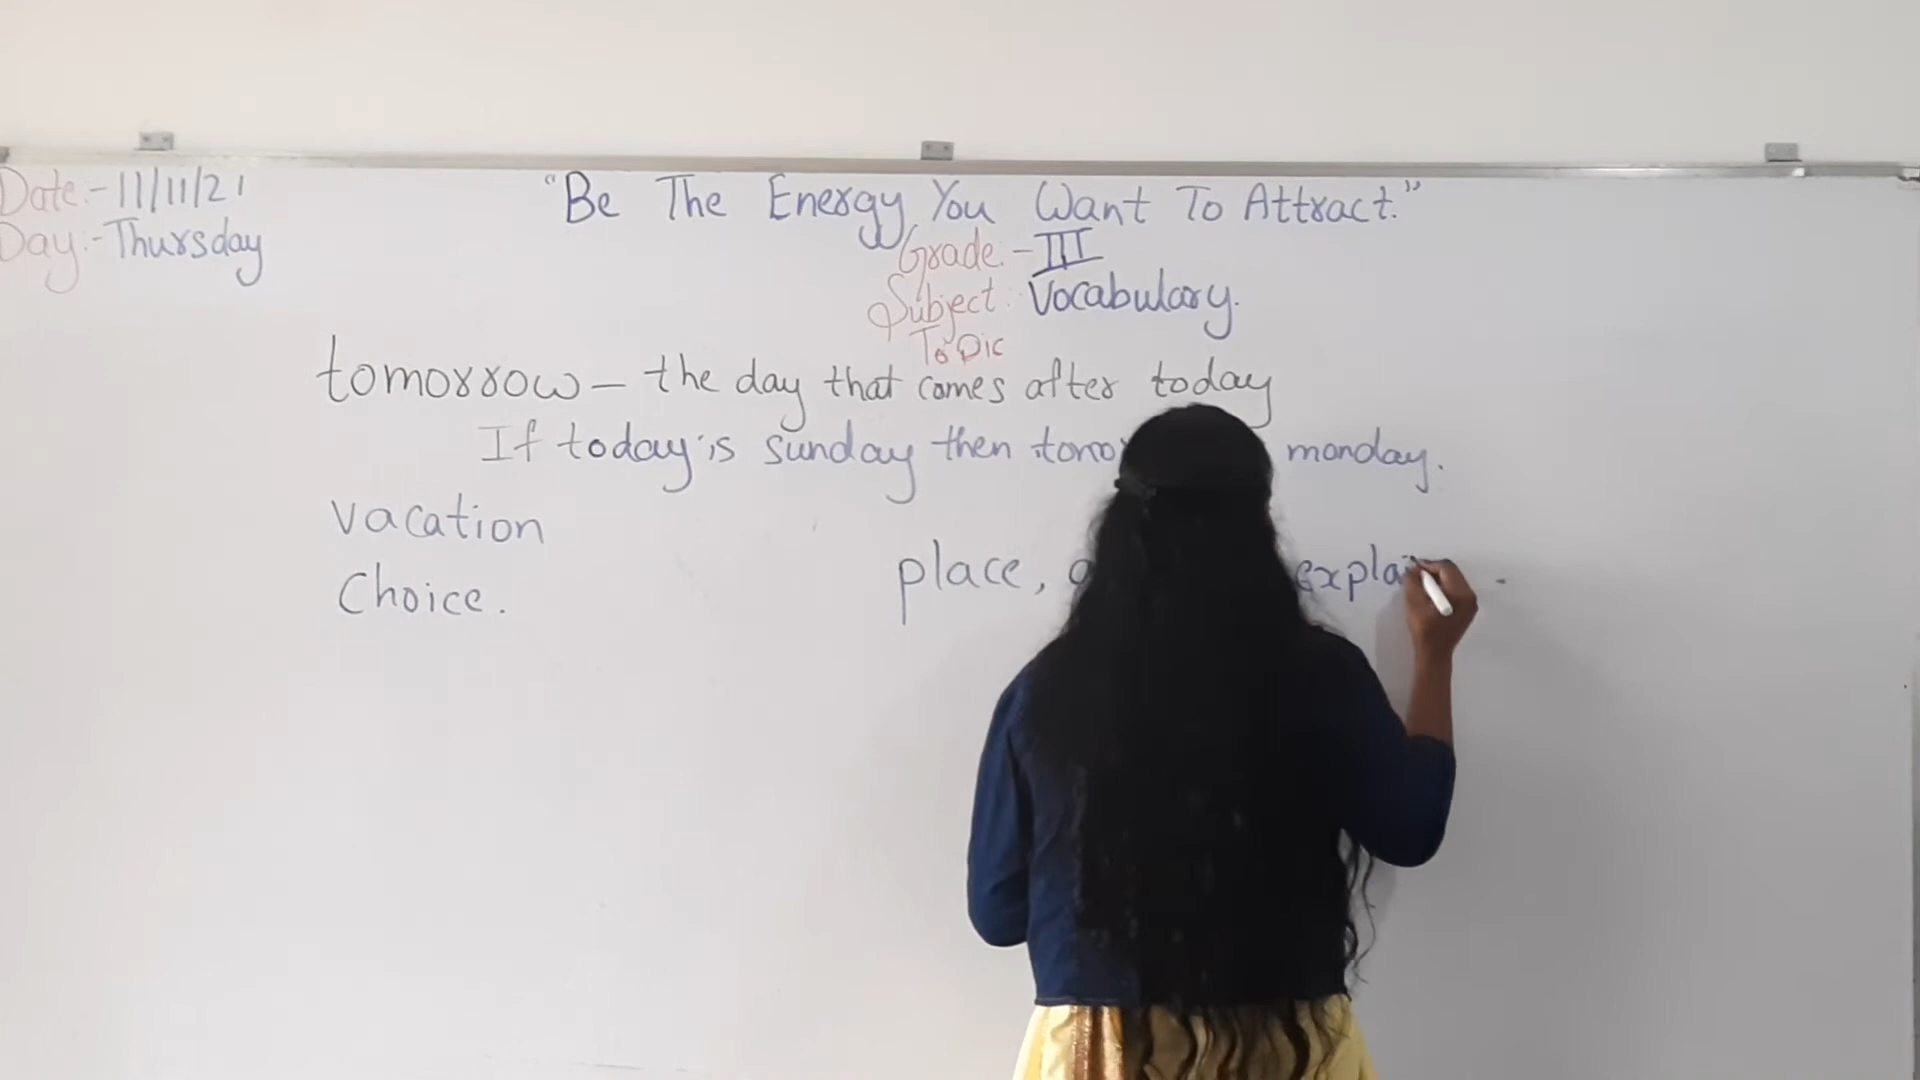 Date:- 11/11/21
Day:- Thursday
"Be The Energy You Want To Attract."
Grade:- III
Subject: Vocabulary.
Topic
tomorrow – the day that comes after today
If today is sunday then monday.
vacation
Choice.
place,